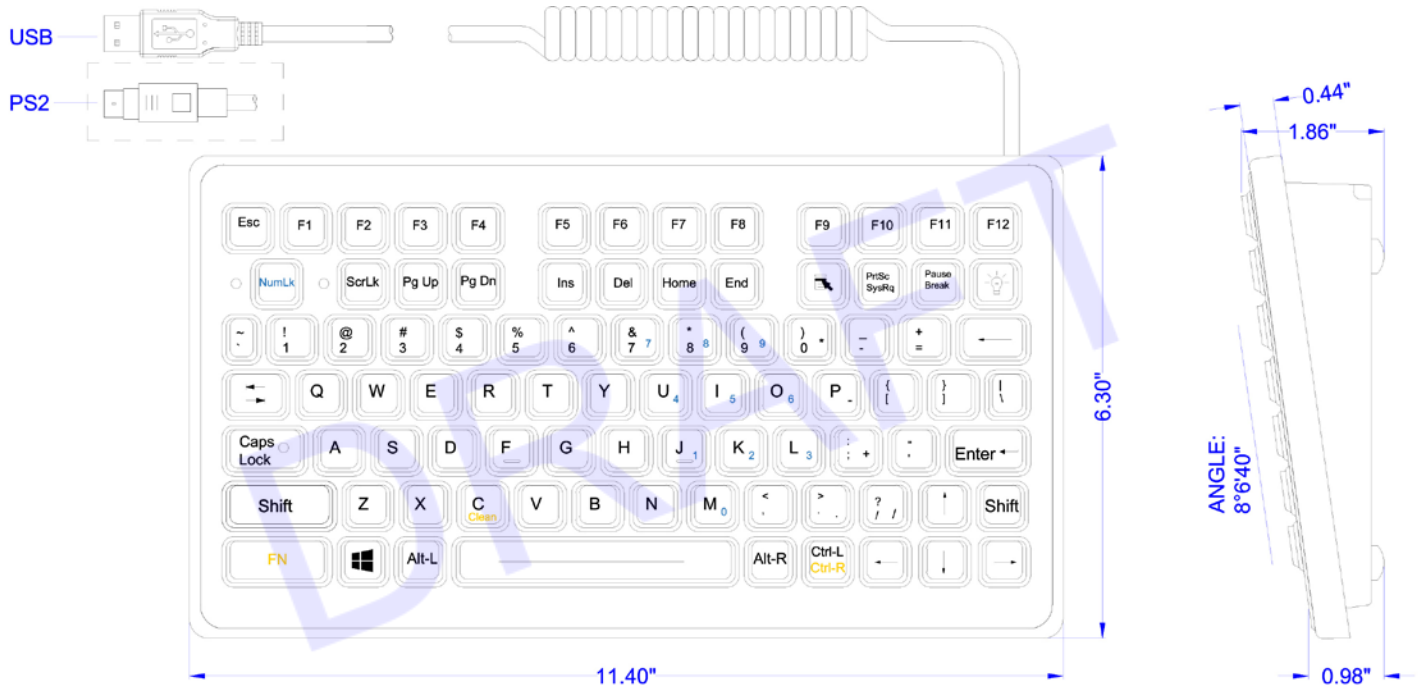 USB
PS2
0.44"
1.86"
Esc F1 F2 F3 F4 F5 F6 F7 F8 F9 F10 F11 F12
NumLk ScrLk Pg Up Pg Dn Ins Del Home End PrtSc SysRq Pause Break
~ ` ! 1 @ 2 # 3 $ 4 % 5 ^ 6 & 7 7 * 8 8 ( 9 9 ) 0 * _ - + =
Q W E R T Y U 4 I 5 O 6 P - { [ } ] | \
Caps Lock A S D F G H J 1 K 2 L 3 : ; + " ' Enter
Shift Z X C Clean V B N M 0 < , > . . ? / / Shift
FN Alt-L Alt-R Ctrl-L Ctrl-R
DRAFT
6.30"
11.40"
ANGLE:
8°6'40"
0.98"